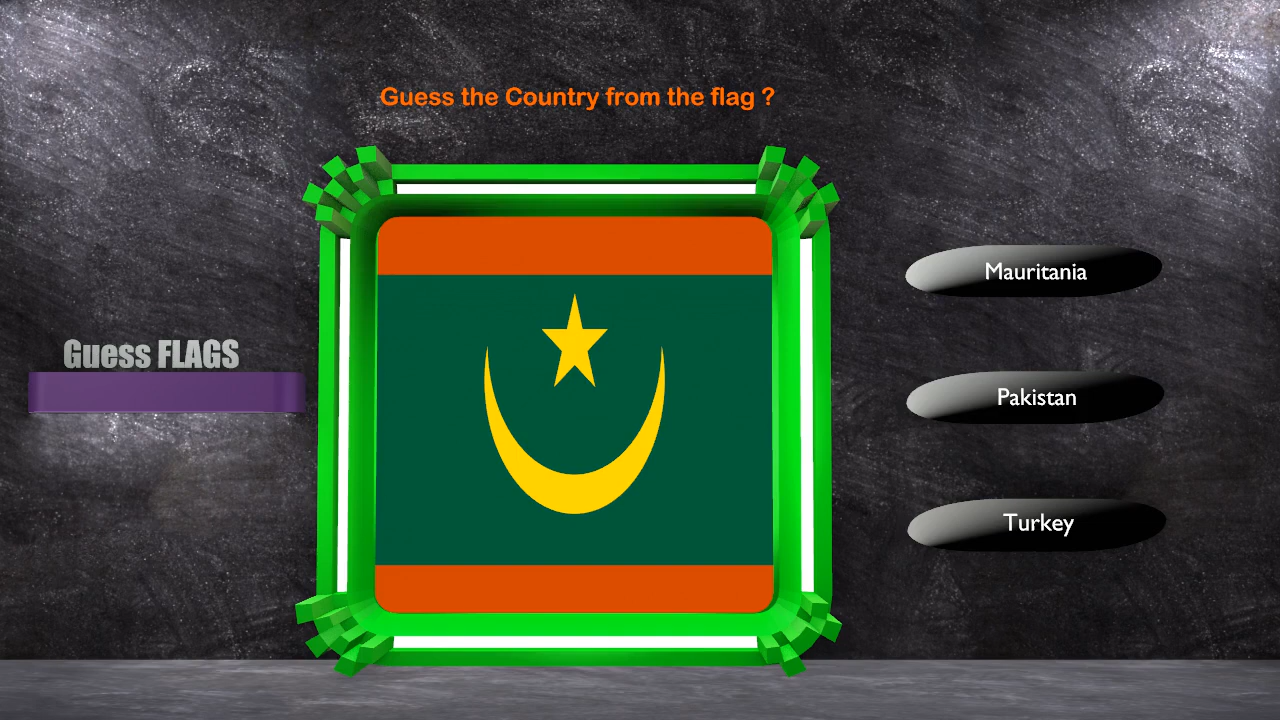 Guess the Country from the flag ?
Guess FLAGS
Mauritania
Pakistan
Turkey